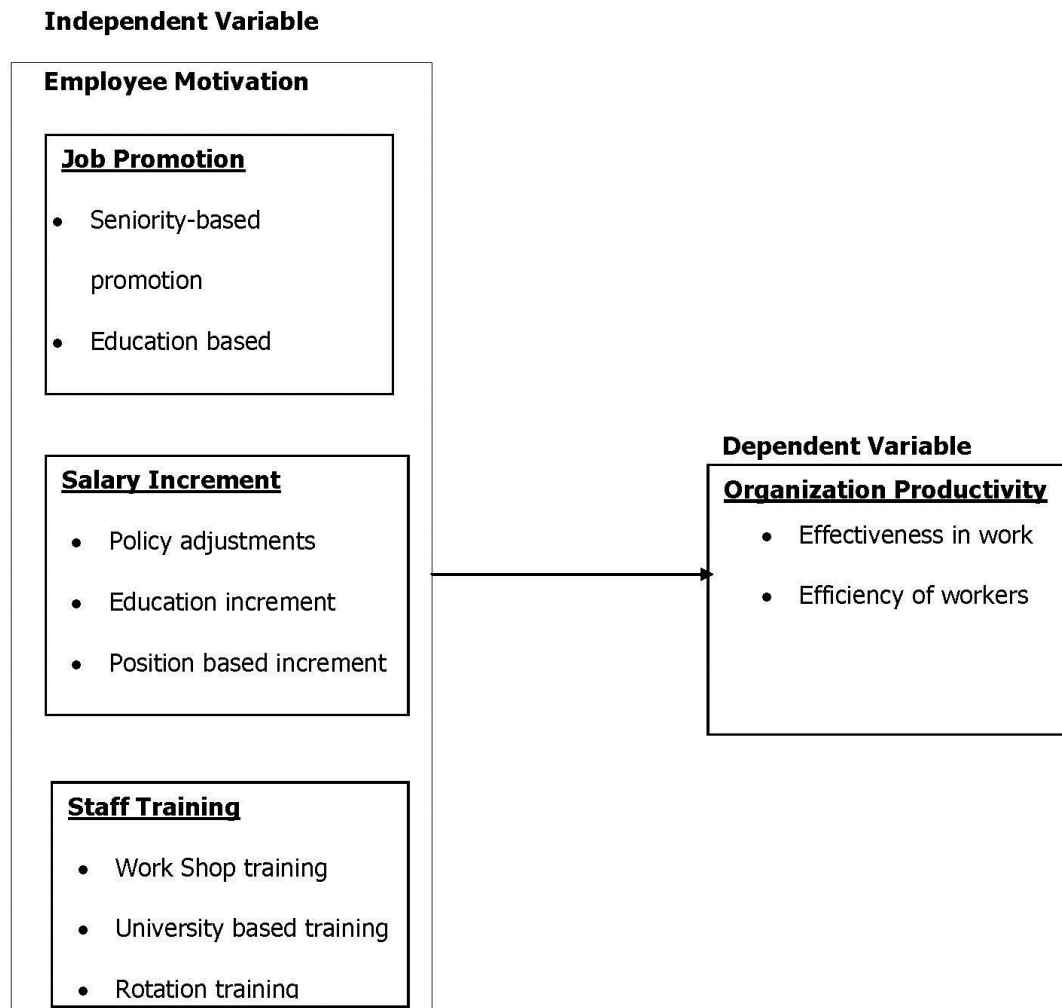 Independent Variable
Employee Motivation
Job Promotion
• Seniority-based
promotion
• Education based
Salary Increment
• Policy adjustments
• Education increment
• Position based increment
Staff Training
• Work Shop training
• University based training
• Rotation training
Dependent Variable
Organization Productivity
• Effectiveness in work
• Efficiency of workers